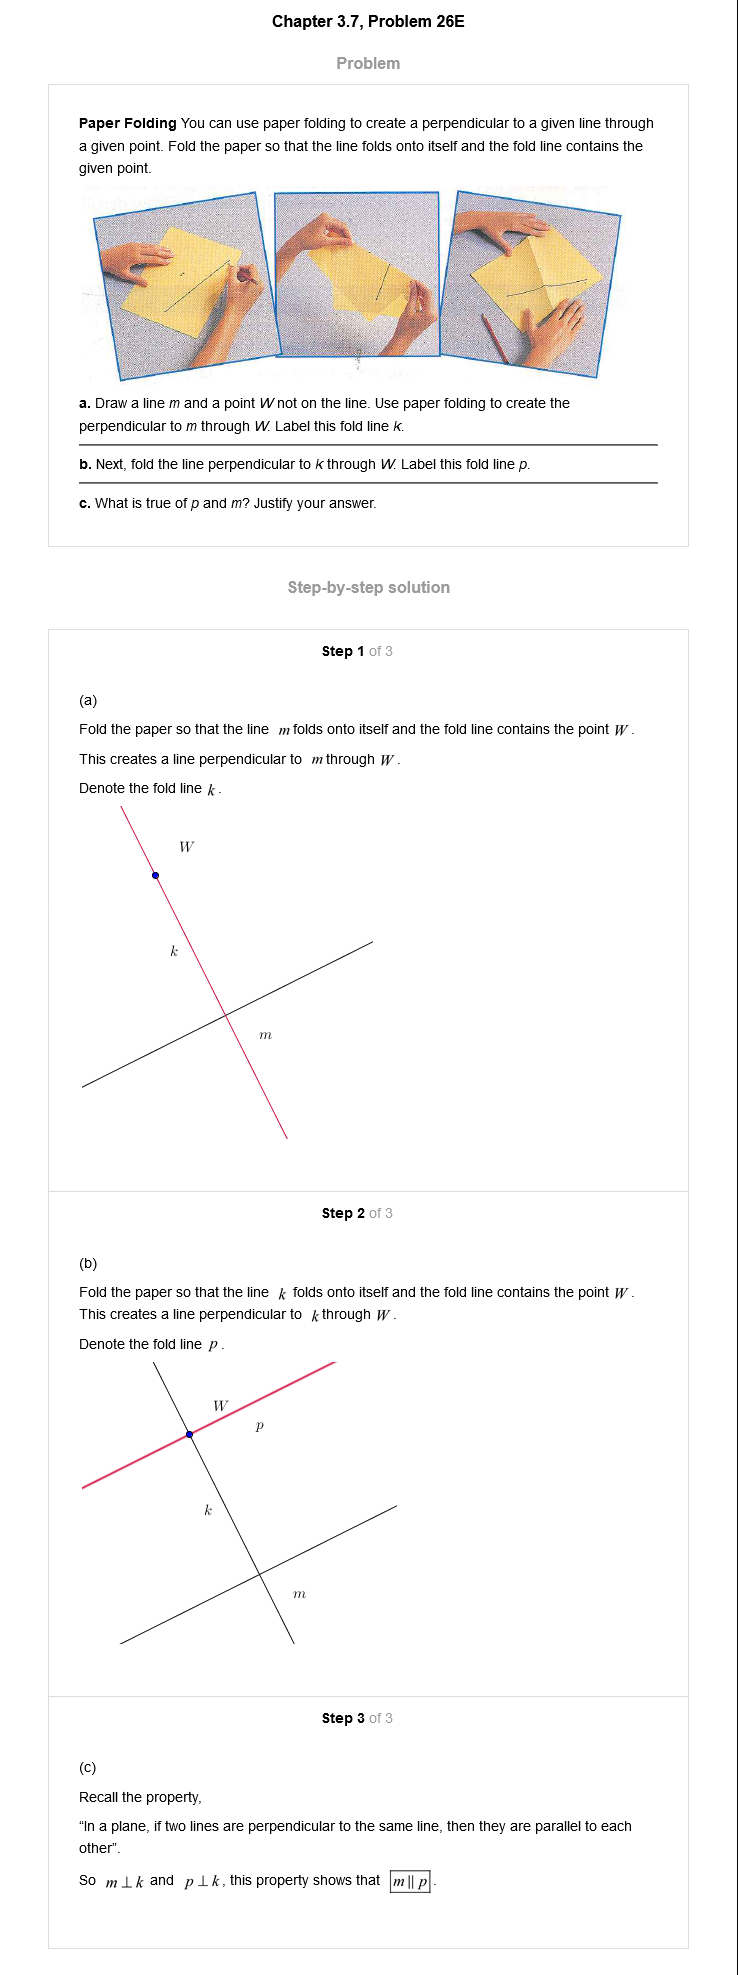 Chapter 3.7, Problem 26E
Problem
Paper Folding You can use paper folding to create a perpendicular to a given line through
a given point. Fold the paper so that the line folds onto itself and the fold line contains the
given point.
a. Draw a line m and a point W not on the line. Use paper folding to create the
perpendicular to m through W. Label this fold line k.
b. Next, fold the line perpendicular to k through W. Label this fold line p.
c. What is true of p and m? Justify your answer.
Step-by-step solution
Step 1 of 3
(a)
Fold the paper so that the line m folds onto itself and the fold line contains the point W .
This creates a line perpendicular to m through W .
Denote the fold line k .
W
k
m
Step 2 of 3
(b)
Fold the paper so that the line k folds onto itself and the fold line contains the point W .
This creates a line perpendicular to k through W .
Denote the fold line p .
W
p
k
m
Step 3 of 3
(c)
Recall the property,
“In a plane, if two lines are perpendicular to the same line, then they are parallel to each
other”.
So m ⊥ k and p ⊥ k , this property shows that m || p .